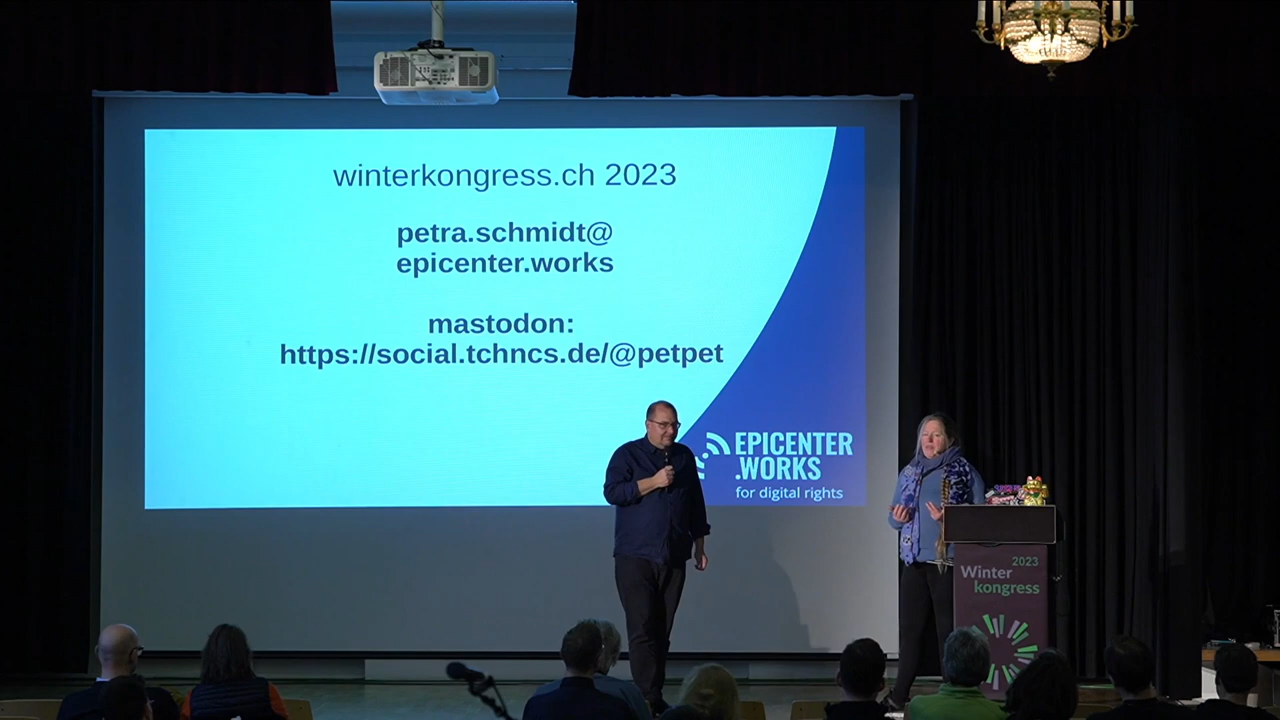 winterkongress.ch 2023
petra.schmidt@
epicenter.works
mastodon:
https://social.tchncs.de/@petpet
EPICENTER
.WORKS
for digital rights
2023
Winter
kongress